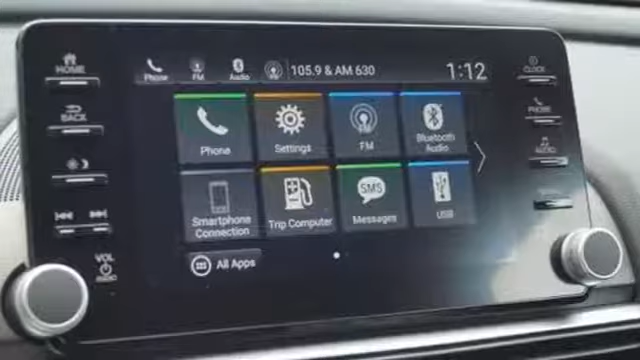 HOME
Phone
FM
Audio
105.9 & AM 630
1:12
CLOCK
BACK
PHONE
Phone
Settings
FM
Bluetooth
Audio
AUDIO
Smartphone
Connection
Trip Computer
SMS
Messages
USB
All Apps
VOL
AUDIO